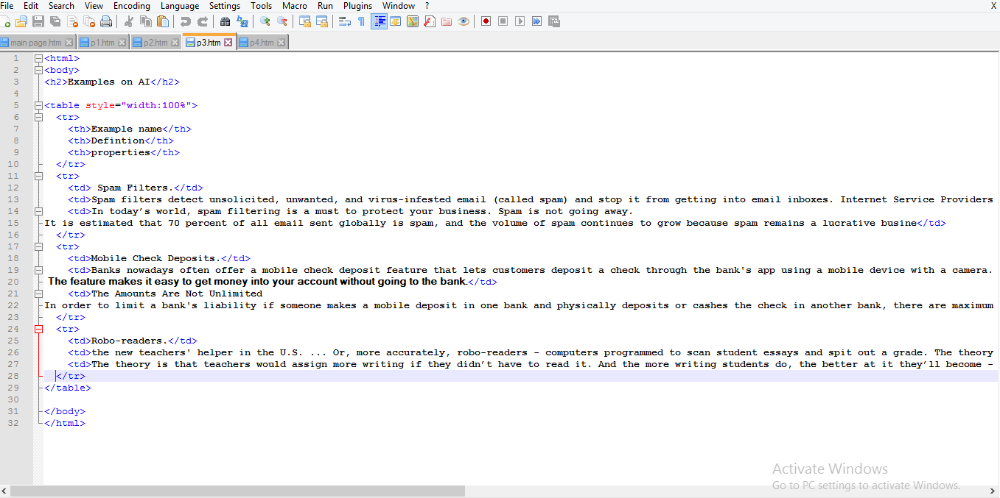 File Edit Search View Encoding Language Settings Tools Macro Run Plugins Window ? X
main page.htm p1.htm p2.htm p3.htm p4.htm
1 <html>
2 <body>
3 <h2>Examples on AI</h2>
4
5 <table style="width:100%">
6 <tr>
7 <th>Example name</th>
8 <th>Defintion</th>
9 <th>properties</th>
10 </tr>
11 <tr>
12 <td> Spam Filters.</td>
13 <td>Spam filters detect unsolicited, unwanted, and virus-infested email (called spam) and stop it from getting into email inboxes. Internet Service Providers
14 <td>In today's world, spam filtering is a must to protect your business. Spam is not going away.
15 It is estimated that 70 percent of all email sent globally is spam, and the volume of spam continues to grow because spam remains a lucrative busine</td>
16 </tr>
17 <tr>
18 <td>Mobile Check Deposits.</td>
19 <td>Banks nowadays often offer a mobile check deposit feature that lets customers deposit a check through the bank's app using a mobile device with a camera.
20 The feature makes it easy to get money into your account without going to the bank.</td>
21 <td>The Amounts Are Not Unlimited
22 In order to limit a bank's liability if someone makes a mobile deposit in one bank and physically deposits or cashes the check in another bank, there are maximum
23 </tr>
24 <tr>
25 <td>Robo-readers.</td>
26 <td>the new teachers' helper in the U.S. ... Or, more accurately, robo-readers - computers programmed to scan student essays and spit out a grade. The theory
27 <td>The theory is that teachers would assign more writing if they didn't have to read it. And the more writing students do, the better at it they'll become -
28 </tr>
29 </table>
30
31 </body>
32 </html>
Activate Windows
Go to PC settings to activate Windows.